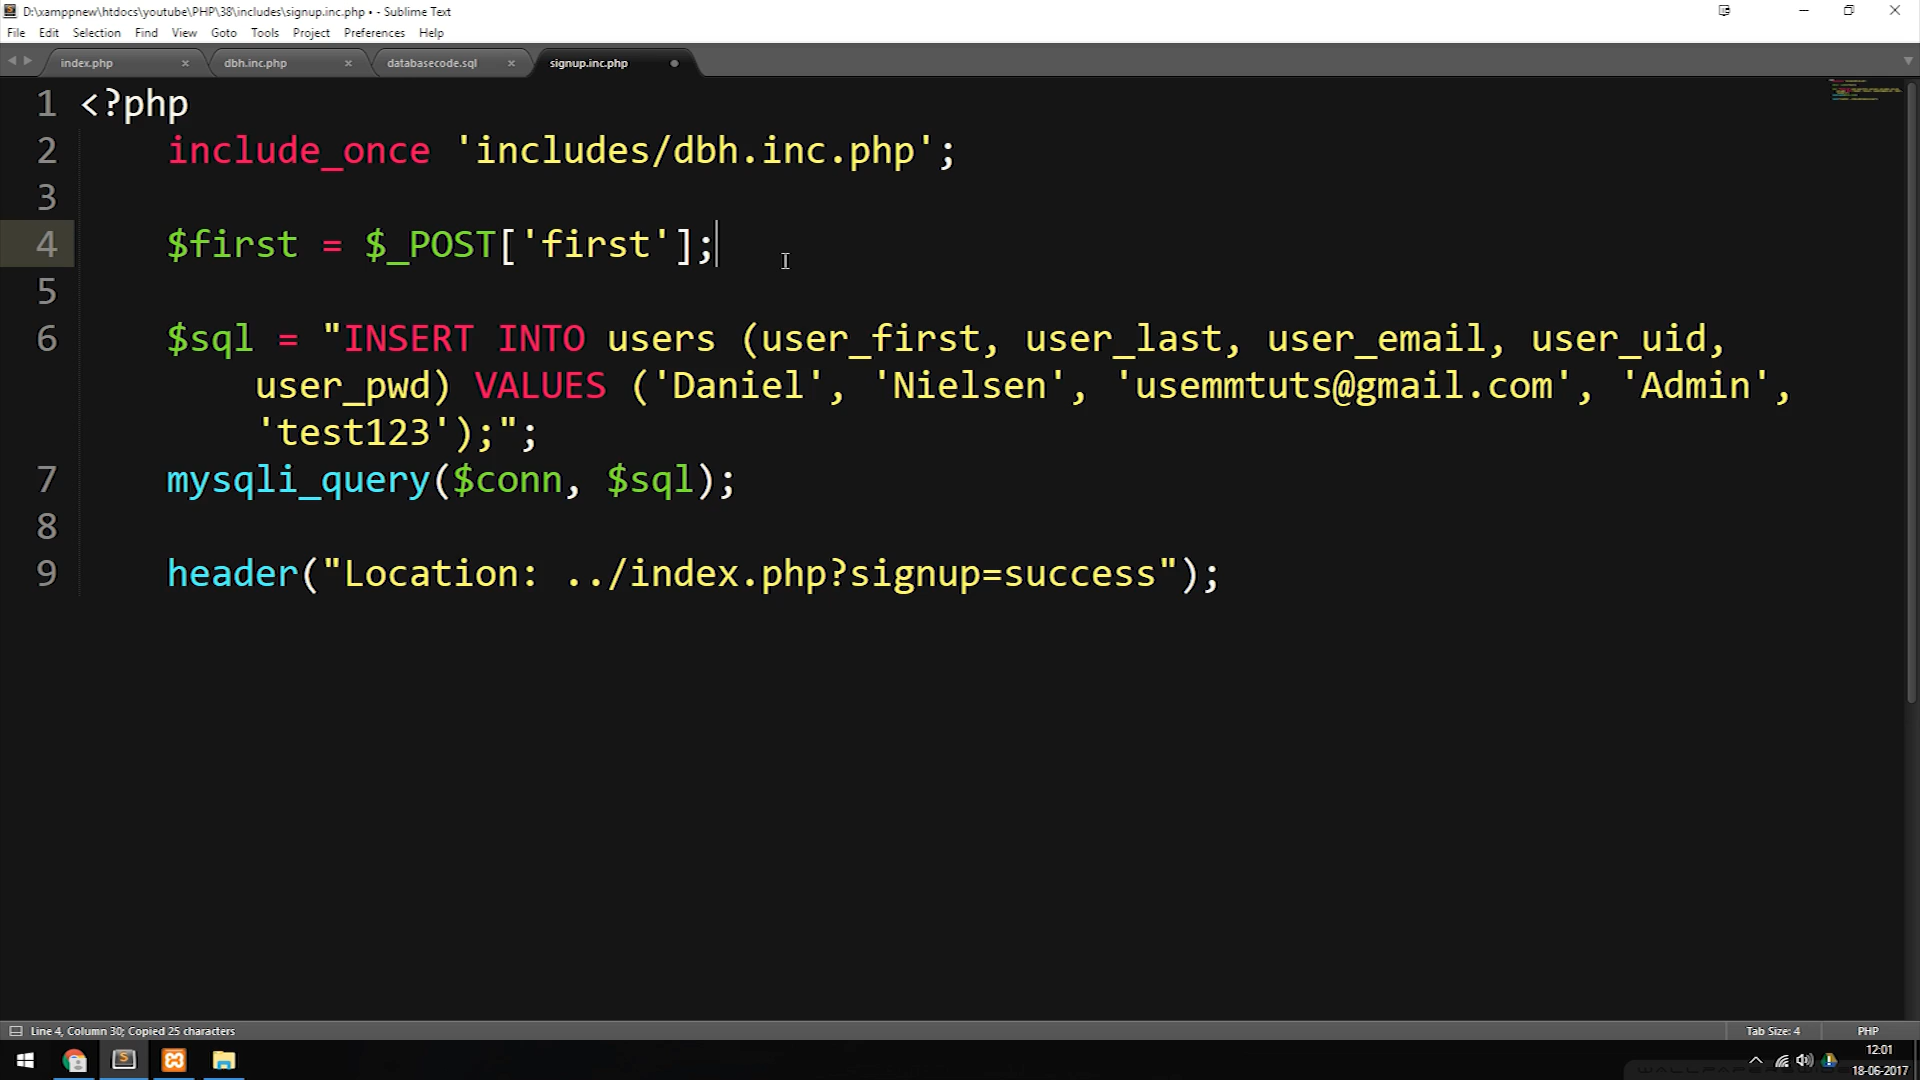 D:\xamppnew\htdocs\youtube\PHP\38\includes\signup.inc.php • - Sublime Text
File Edit Selection Find View Goto Tools Project Preferences Help
index.php × dbh.inc.php × databasecode.sql × signup.inc.php
1 <?php
2 include_once 'includes/dbh.inc.php';
3
4 $first = $_POST['first'];
5
6 $sql = "INSERT INTO users (user_first, user_last, user_email, user_uid,
user_pwd) VALUES ('Daniel', 'Nielsen', 'usemmtuts@gmail.com', 'Admin',
'test123');";
7 mysqli_query($conn, $sql);
8
9 header("Location: ../index.php?signup=success");
Line 4, Column 30; Copied 25 characters
Tab Size: 4 PHP
12:01
18-06-2017